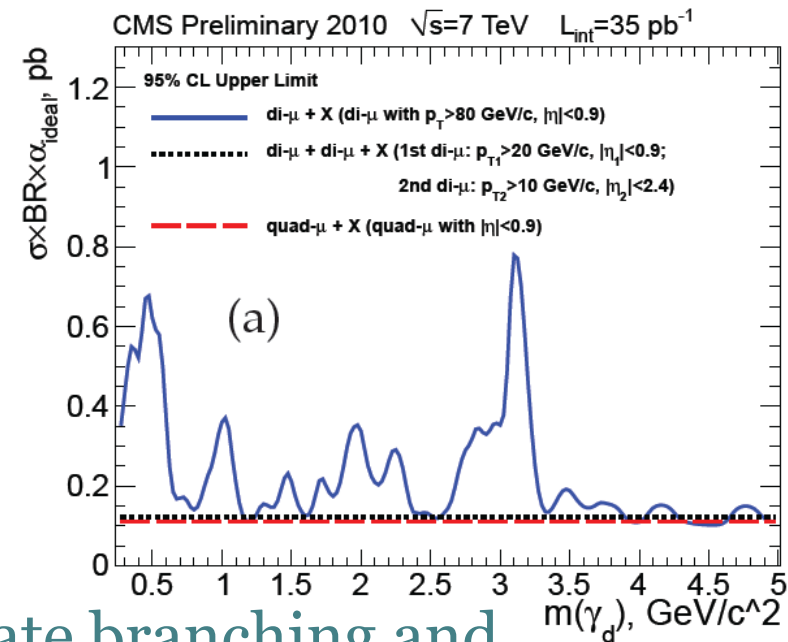 CMS Preliminary 2010 √s=7 TeV L_int=35 pb⁻¹
σ×BR×α_ideal, pb
95% CL Upper Limit
di-μ + X (di-μ with p_T>80 GeV/c, |η|<0.9)
di-μ + di-μ + X (1st di-μ: p_T1>20 GeV/c, |η_1|<0.9;
2nd di-μ: p_T2>10 GeV/c, |η_2|<2.4)
quad-μ + X (quad-μ with |η|<0.9)
(a)
1.2
1
0.8
0.6
0.4
0.2
0
0.5 1 1.5 2 2.5 3 3.5 4 4.5 5
m(γ_d), GeV/c^2
ate branching and